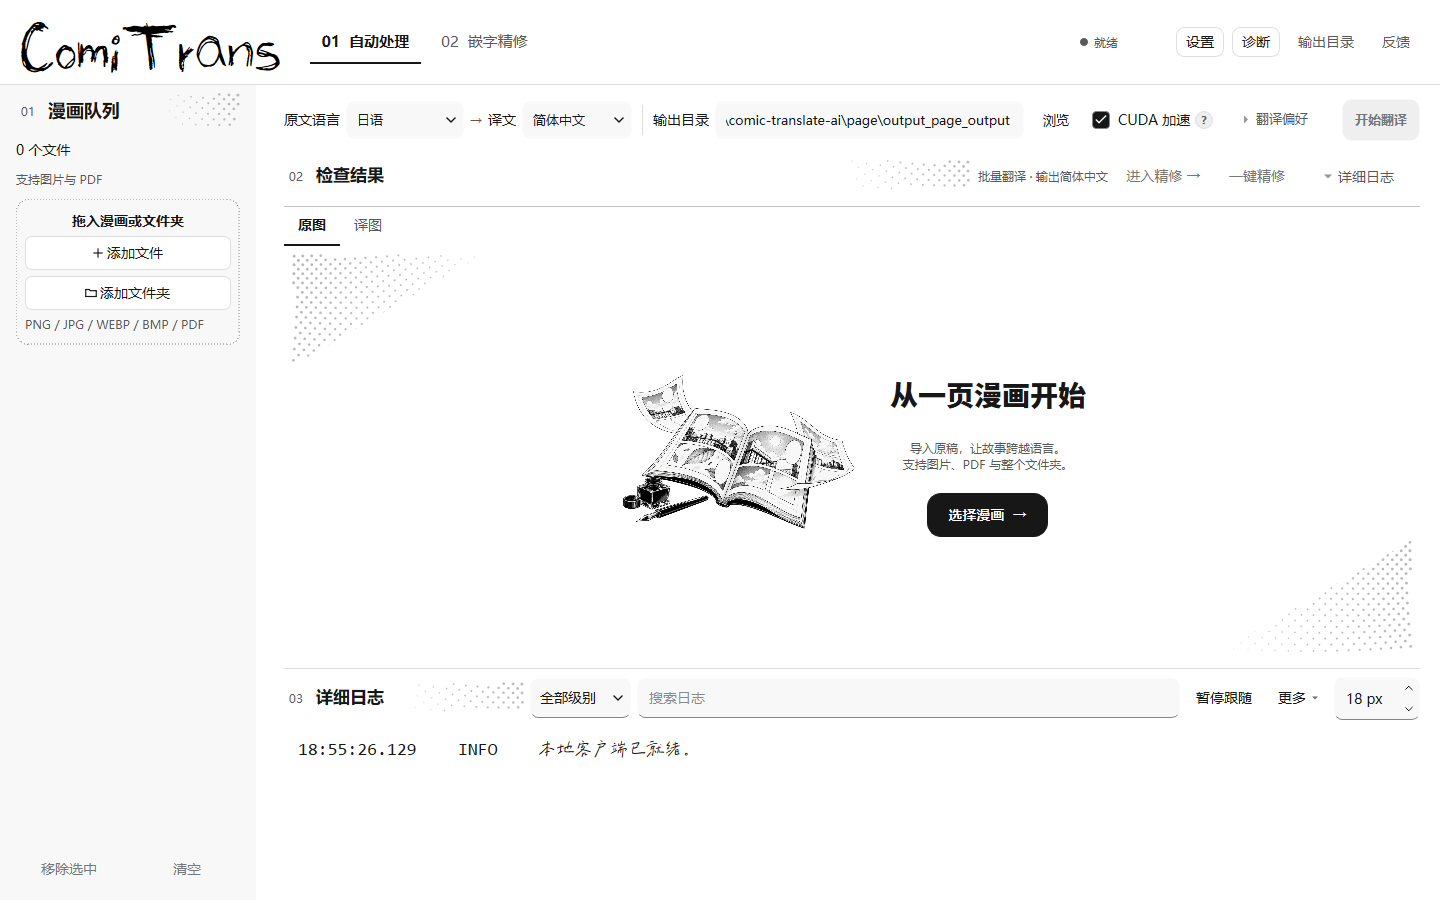 ComiTrans
01 自动处理
02 嵌字精修
就绪
设置
诊断
输出目录
反馈
01 漫画队列
0 个文件
支持图片与 PDF
拖入漫画或文件夹
+ 添加文件
添加文件夹
PNG / JPG / WEBP / BMP / PDF
移除选中
清空
原文语言 日语 → 译文 简体中文 输出目录 \comic-translate-ai\page\output_page_output 浏览 CUDA 加速 ? 翻译偏好 开始翻译
02 检查结果
批量翻译 · 输出简体中文 进入精修 → 一键精修 详细日志
原图 译图
从一页漫画开始
导入原稿，让故事跨越语言。
支持图片、PDF 与整个文件夹。
选择漫画 →
03 详细日志 全部级别 搜索日志 暂停跟随 更多 18 px
18:55:26.129 INFO 本地客户端已就绪。